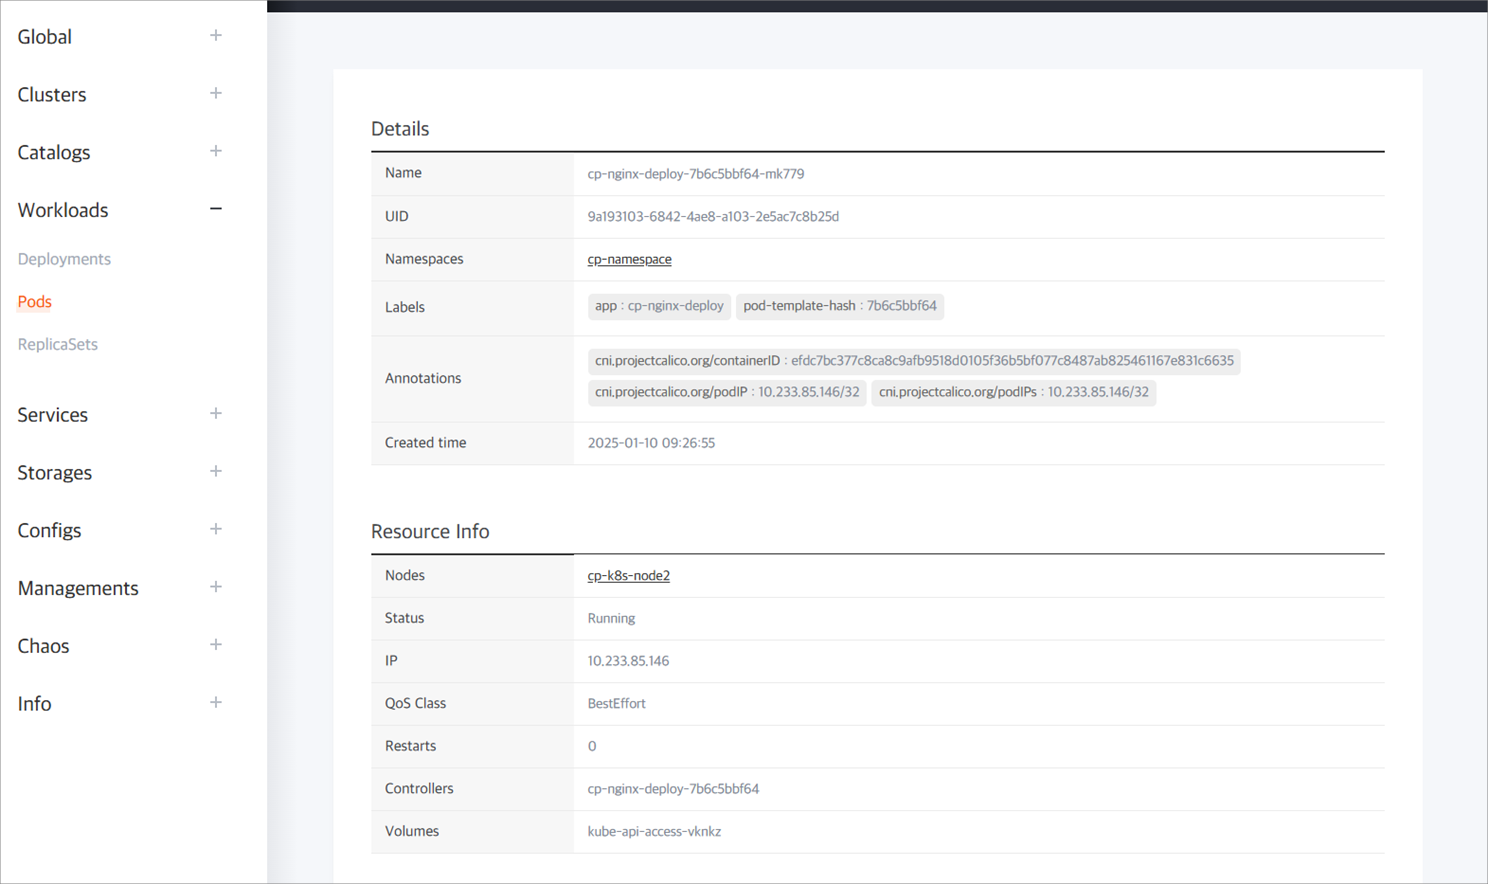 Global
Clusters
Catalogs
Workloads
Deployments
Pods
ReplicaSets
Services
Storages
Configs
Managements
Chaos
Info
Details
Name cp-nginx-deploy-7b6c5bbf64-mk779
UID 9a193103-6842-4ae8-a103-2e5ac7c8b25d
Namespaces cp-namespace
Labels app : cp-nginx-deploy pod-template-hash : 7b6c5bbf64
Annotations cni.projectcalico.org/containerID : efdc7bc377c8ca8c9afb9518d0105f36b5bf077c8487ab825461167e831c6635
cni.projectcalico.org/podIP : 10.233.85.146/32 cni.projectcalico.org/podIPs : 10.233.85.146/32
Created time 2025-01-10 09:26:55
Resource Info
Nodes cp-k8s-node2
Status Running
IP 10.233.85.146
QoS Class BestEffort
Restarts 0
Controllers cp-nginx-deploy-7b6c5bbf64
Volumes kube-api-access-vknkz